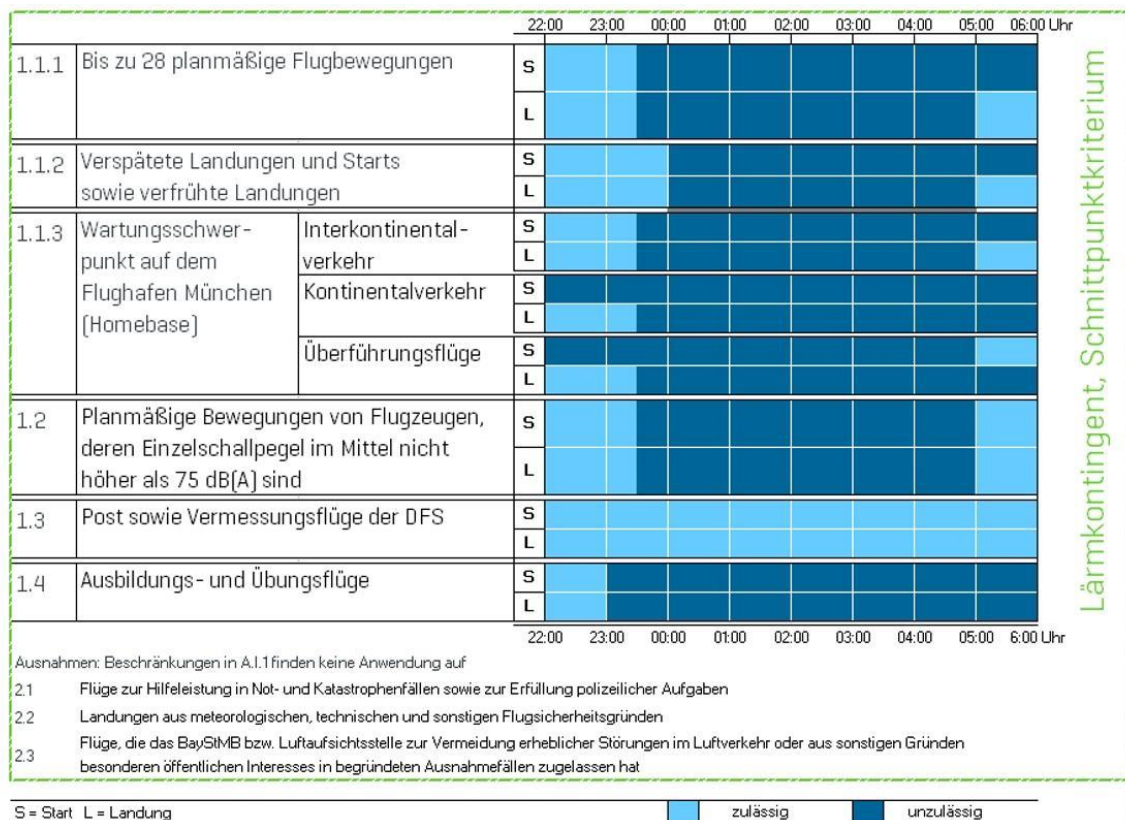 22:00 23:00 00:00 01:00 02:00 03:00 04:00 05:00 06:00 Uhr
1.1.1 Bis zu 28 planmäßige Flugbewegungen S
L
1.1.2 Verspätete Landungen und Starts S
sowie verfrühte Landungen L
1.1.3 Wartungsschwer- Interkontinental- S
punkt auf dem verkehr L
Flughafen München Kontinentalverkehr S
(Homebase) L
Überführungsflüge S
L
1.2 Planmäßige Bewegungen von Flugzeugen, S
deren Einzelschallpegel im Mittel nicht
höher als 75 dB(A) sind L
1.3 Post sowie Vermessungsflüge der DFS S
L
1.4 Ausbildungs- und Übungsflüge S
L
22:00 23:00 00:00 01:00 02:00 03:00 04:00 05:00 6:00 Uhr
Lärmkontingent, Schnittpunktkriterium
Ausnahmen: Beschränkungen in A.I.1 finden keine Anwendung auf
2.1 Flüge zur Hilfeleistung in Not- und Katastrophenfällen sowie zur Erfüllung polizeilicher Aufgaben
2.2 Landungen aus meteorologischen, technischen und sonstigen Flugsicherheitsgründen
2.3 Flüge, die das BayStMB bzw. Luftaufsichtsstelle zur Vermeidung erheblicher Störungen im Luftverkehr oder aus sonstigen Gründen
besonderen öffentlichen Interesses in begründeten Ausnahmefällen zugelassen hat
S = Start L = Landung zulässig unzulässig